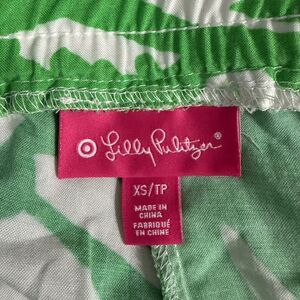 Lilly Pulitzer®
XS/TP
MADE IN
CHINA
FABRIQUÉ
EN CHINE